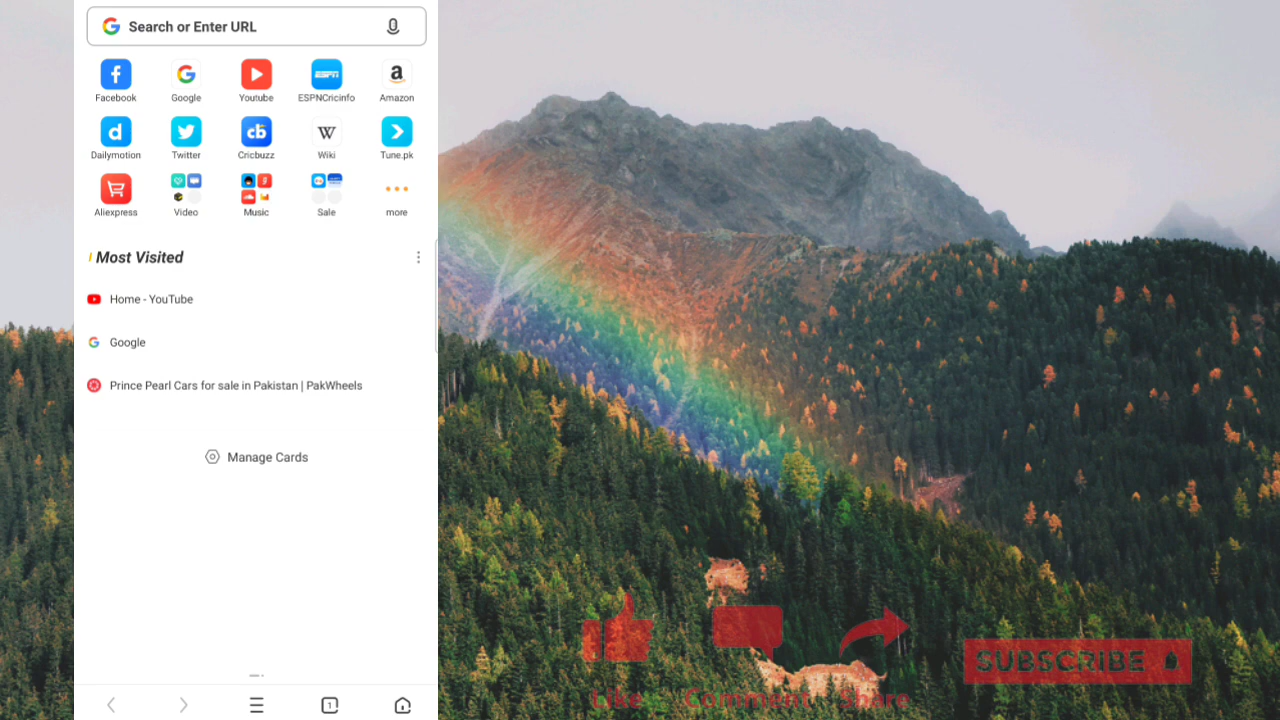 Search or Enter URL
Facebook Google Youtube ESPNCricinfo Amazon
Dailymotion Twitter Cricbuzz Wiki Tune.pk
Aliexpress Video Music Sale more
Most Visited
Home - YouTube
Google
Prince Pearl Cars for sale in Pakistan | PakWheels
Manage Cards
1
Like Comment Share
SUBSCRIBE